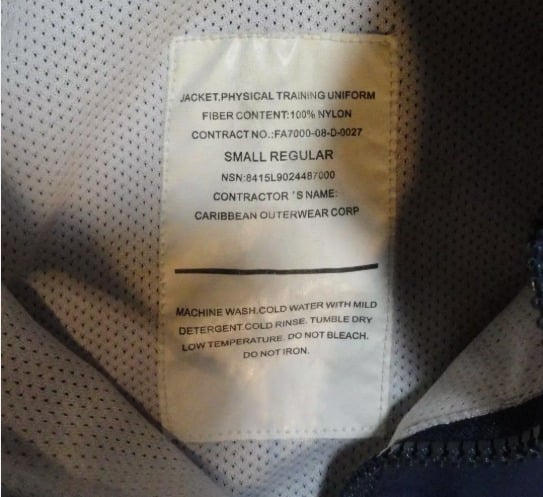 JACKET.PHYSICAL TRAINING UNIFORM
FIBER CONTENT:100% NYLON
CONTRACT NO.:FA7000-08-D-0027
SMALL REGULAR
NSN:8415L9024487000
CONTRACTOR 'S NAME:
CARIBBEAN OUTERWEAR CORP
MACHINE WASH.COLD WATER WITH MILD
DETERGENT.COLD RINSE. TUMBLE DRY
LOW TEMPERATURE. DO NOT BLEACH.
DO NOT IRON.